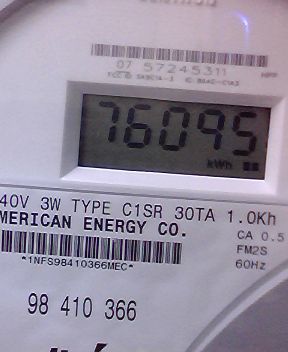 07 57245311
76095
kWh
40V 3W TYPE C1SR 30TA 1.0Kh
MERICAN ENERGY CO.
CA 0.5
FM2S
60Hz
*1NFS98410366MEC*
98 410 366